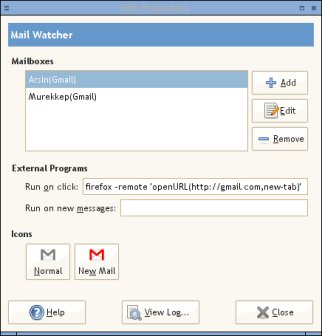 Edit Properties
Mail Watcher
Mailboxes
Arsln(Gmail)
Murekkep(Gmail)
Add
Edit
Remove
External Programs
Run on click: firefox -remote 'openURL(http://gmail.com,new-tab)'
Run on new messages:
Icons
Normal
New Mail
Help
View Log...
Close